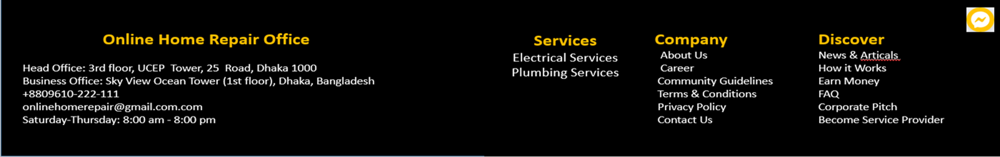 Online Home Repair Office
Head Office: 3rd floor, UCEP Tower, 25 Road, Dhaka 1000
Business Office: Sky View Ocean Tower (1st floor), Dhaka, Bangladesh
+8809610-222-111
onlinehomerepair@gmail.com.com
Saturday-Thursday: 8:00 am - 8:00 pm
Services
Electrical Services
Plumbing Services
Company
About Us
Career
Community Guidelines
Terms & Conditions
Privacy Policy
Contact Us
Discover
News & Articals
How it Works
Earn Money
FAQ
Corporate Pitch
Become Service Provider